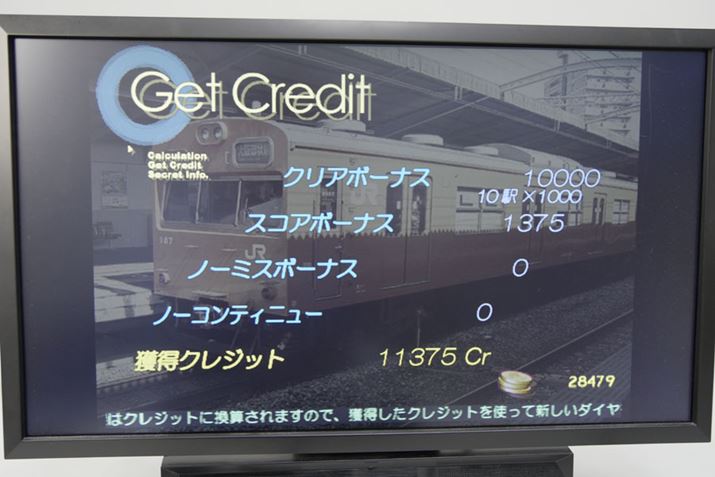 Get Credit
Calculation
Get Credit
Secret Info.
クリアボーナス 10000
10駅×1000
スコアボーナス 1375
ノーミスボーナス 0
ノーコンティニュー 0
獲得クレジット 11375 Cr
28479
はクレジットに換算されますので、獲得したクレジットを使って新しいダイヤ
JR
167
JR